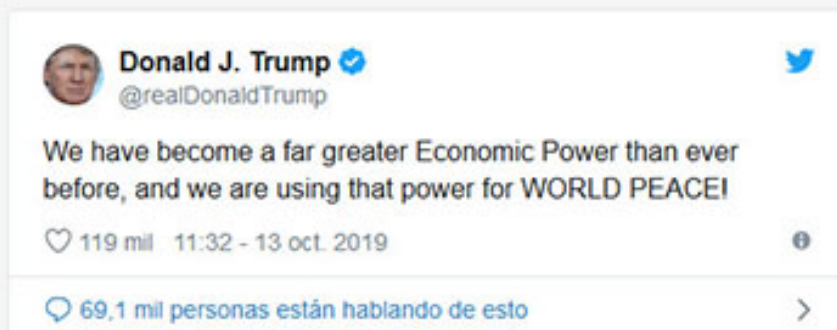 Donald J. Trump
@realDonaldTrump
We have become a far greater Economic Power than ever
before, and we are using that power for WORLD PEACE!
119 mil 11:32 - 13 oct. 2019
69,1 mil personas están hablando de esto